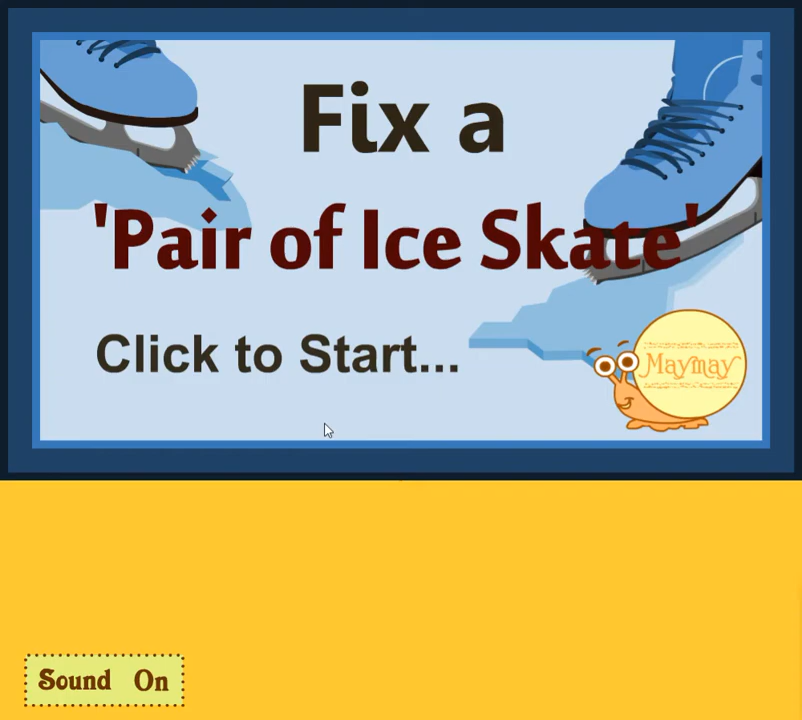 Fix a
'Pair of Ice Skate'
Click to Start...
Maymay
Sound On